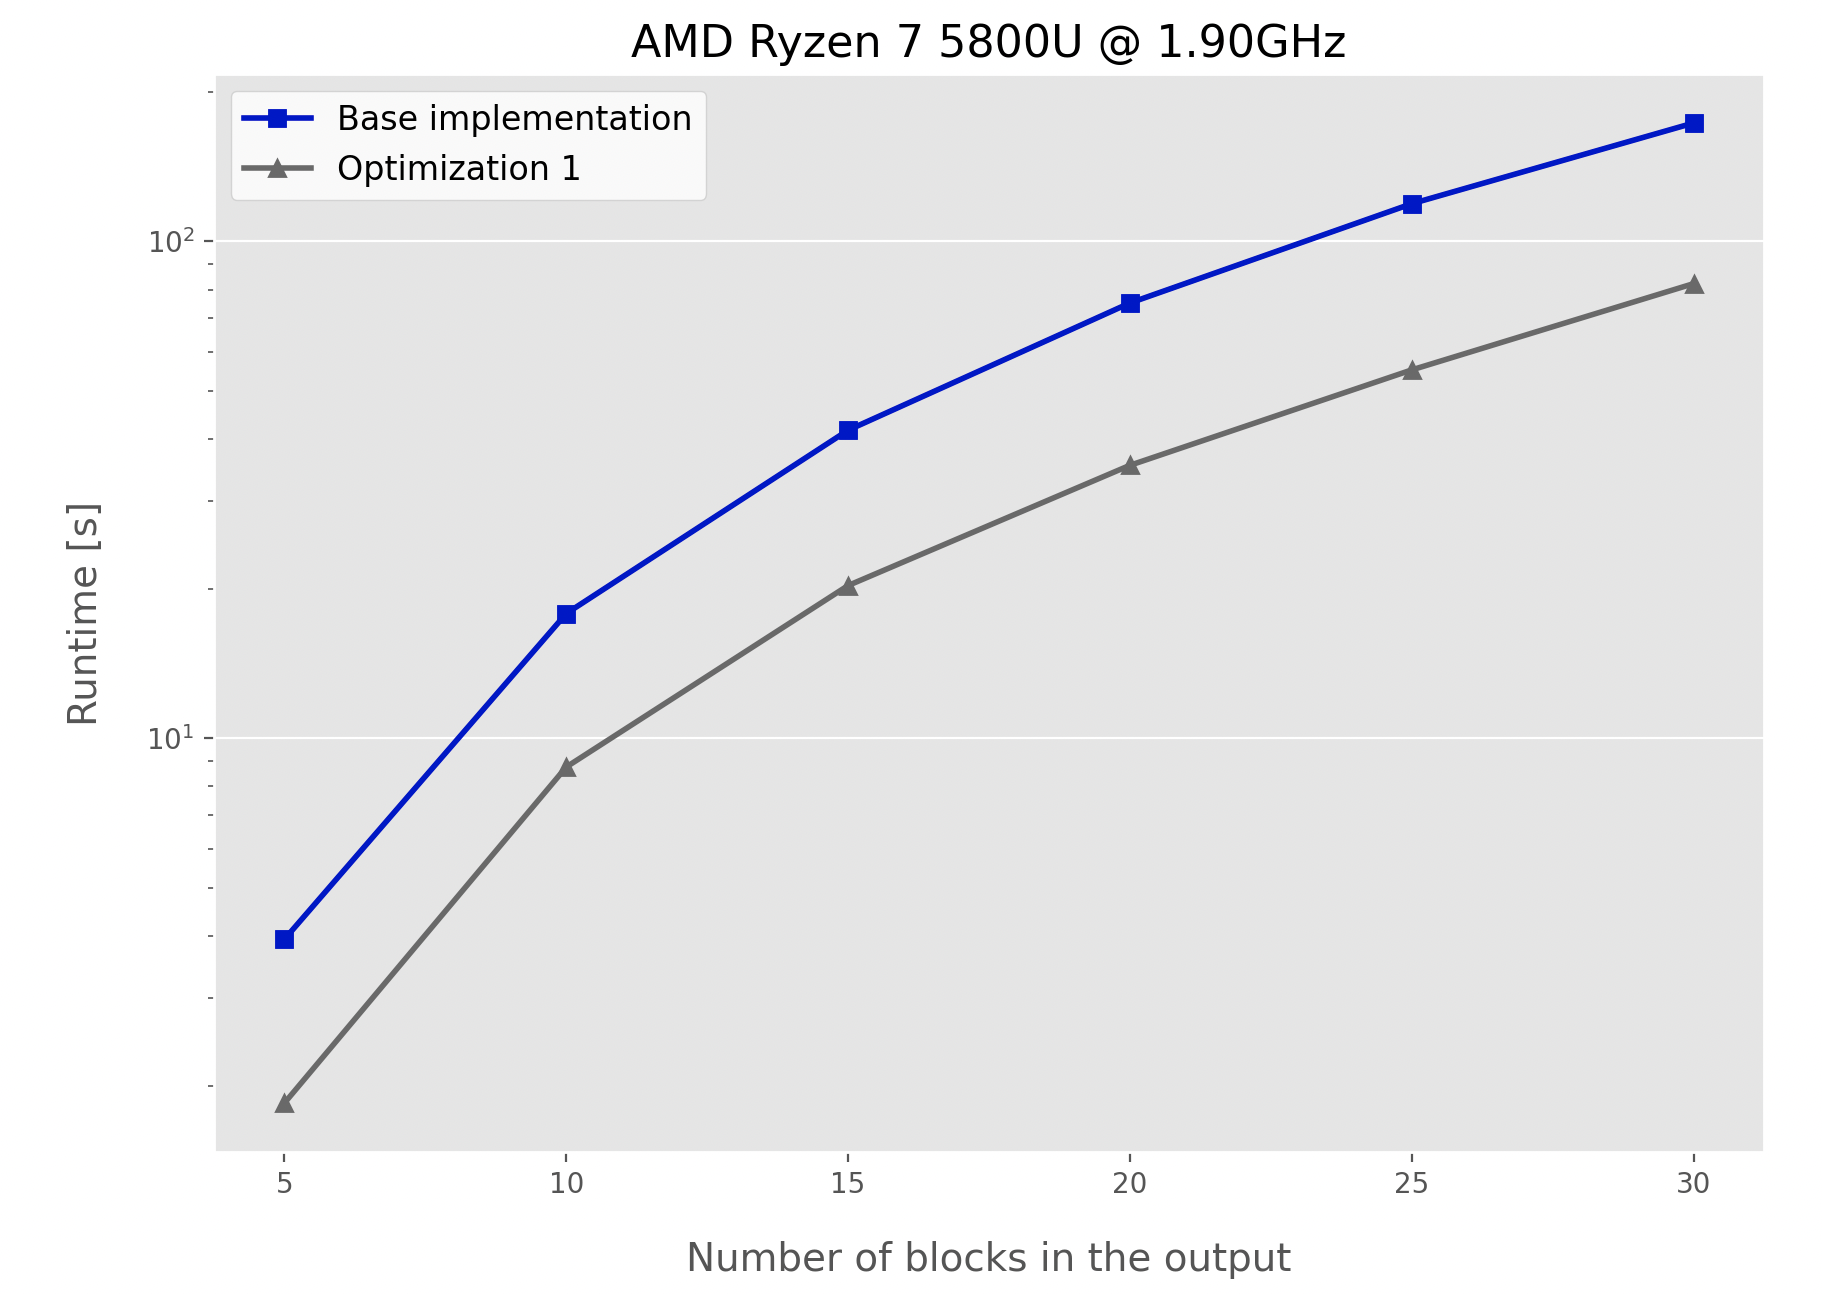 AMD Ryzen 7 5800U @ 1.90GHz
Base implementation
Optimization 1
10²
10¹
Runtime [s]
5 10 15 20 25 30
Number of blocks in the output